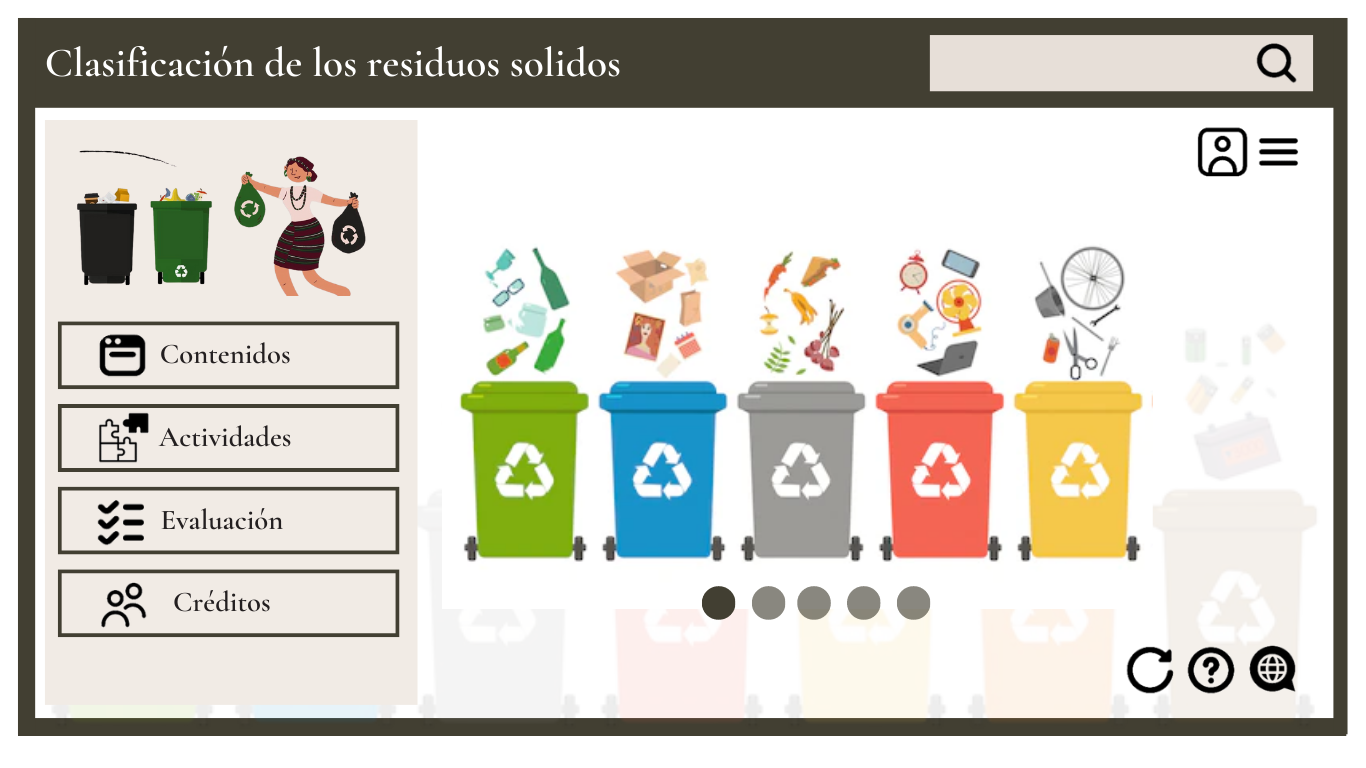 Clasificación de los residuos solidos
Contenidos
Actividades
Evaluación
Créditos